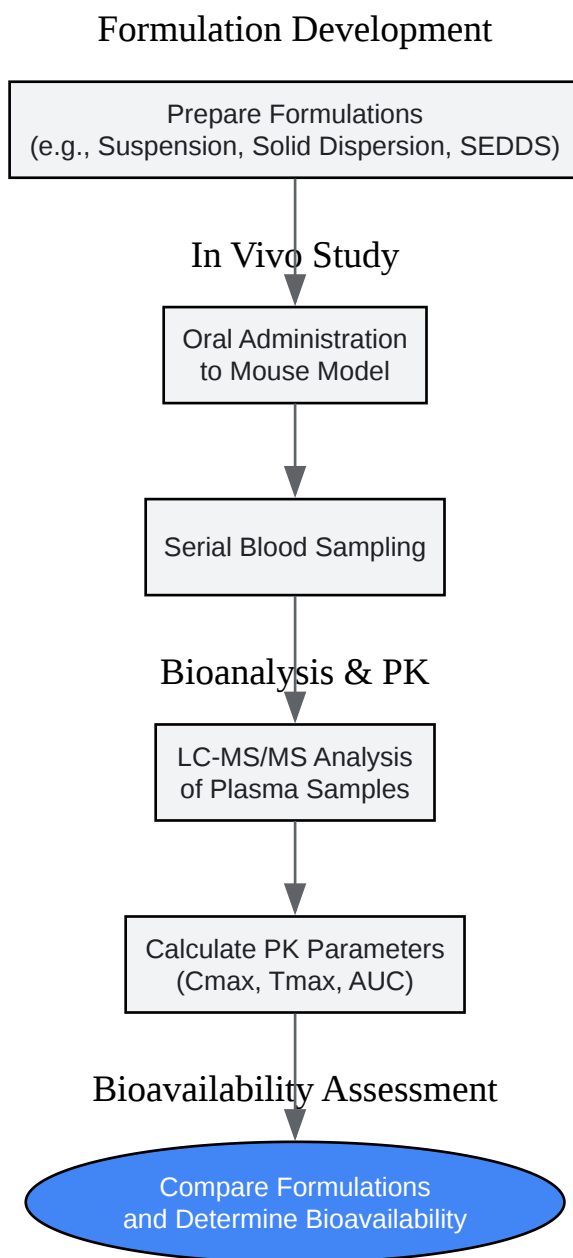 Formulation Development
Prepare Formulations
(e.g., Suspension, Solid Dispersion, SEDDS)
In Vivo Study
Oral Administration
to Mouse Model
Serial Blood Sampling
Bioanalysis & PK
LC-MS/MS Analysis
of Plasma Samples
Calculate PK Parameters
(Cmax, Tmax, AUC)
Bioavailability Assessment
Compare Formulations
and Determine Bioavailability